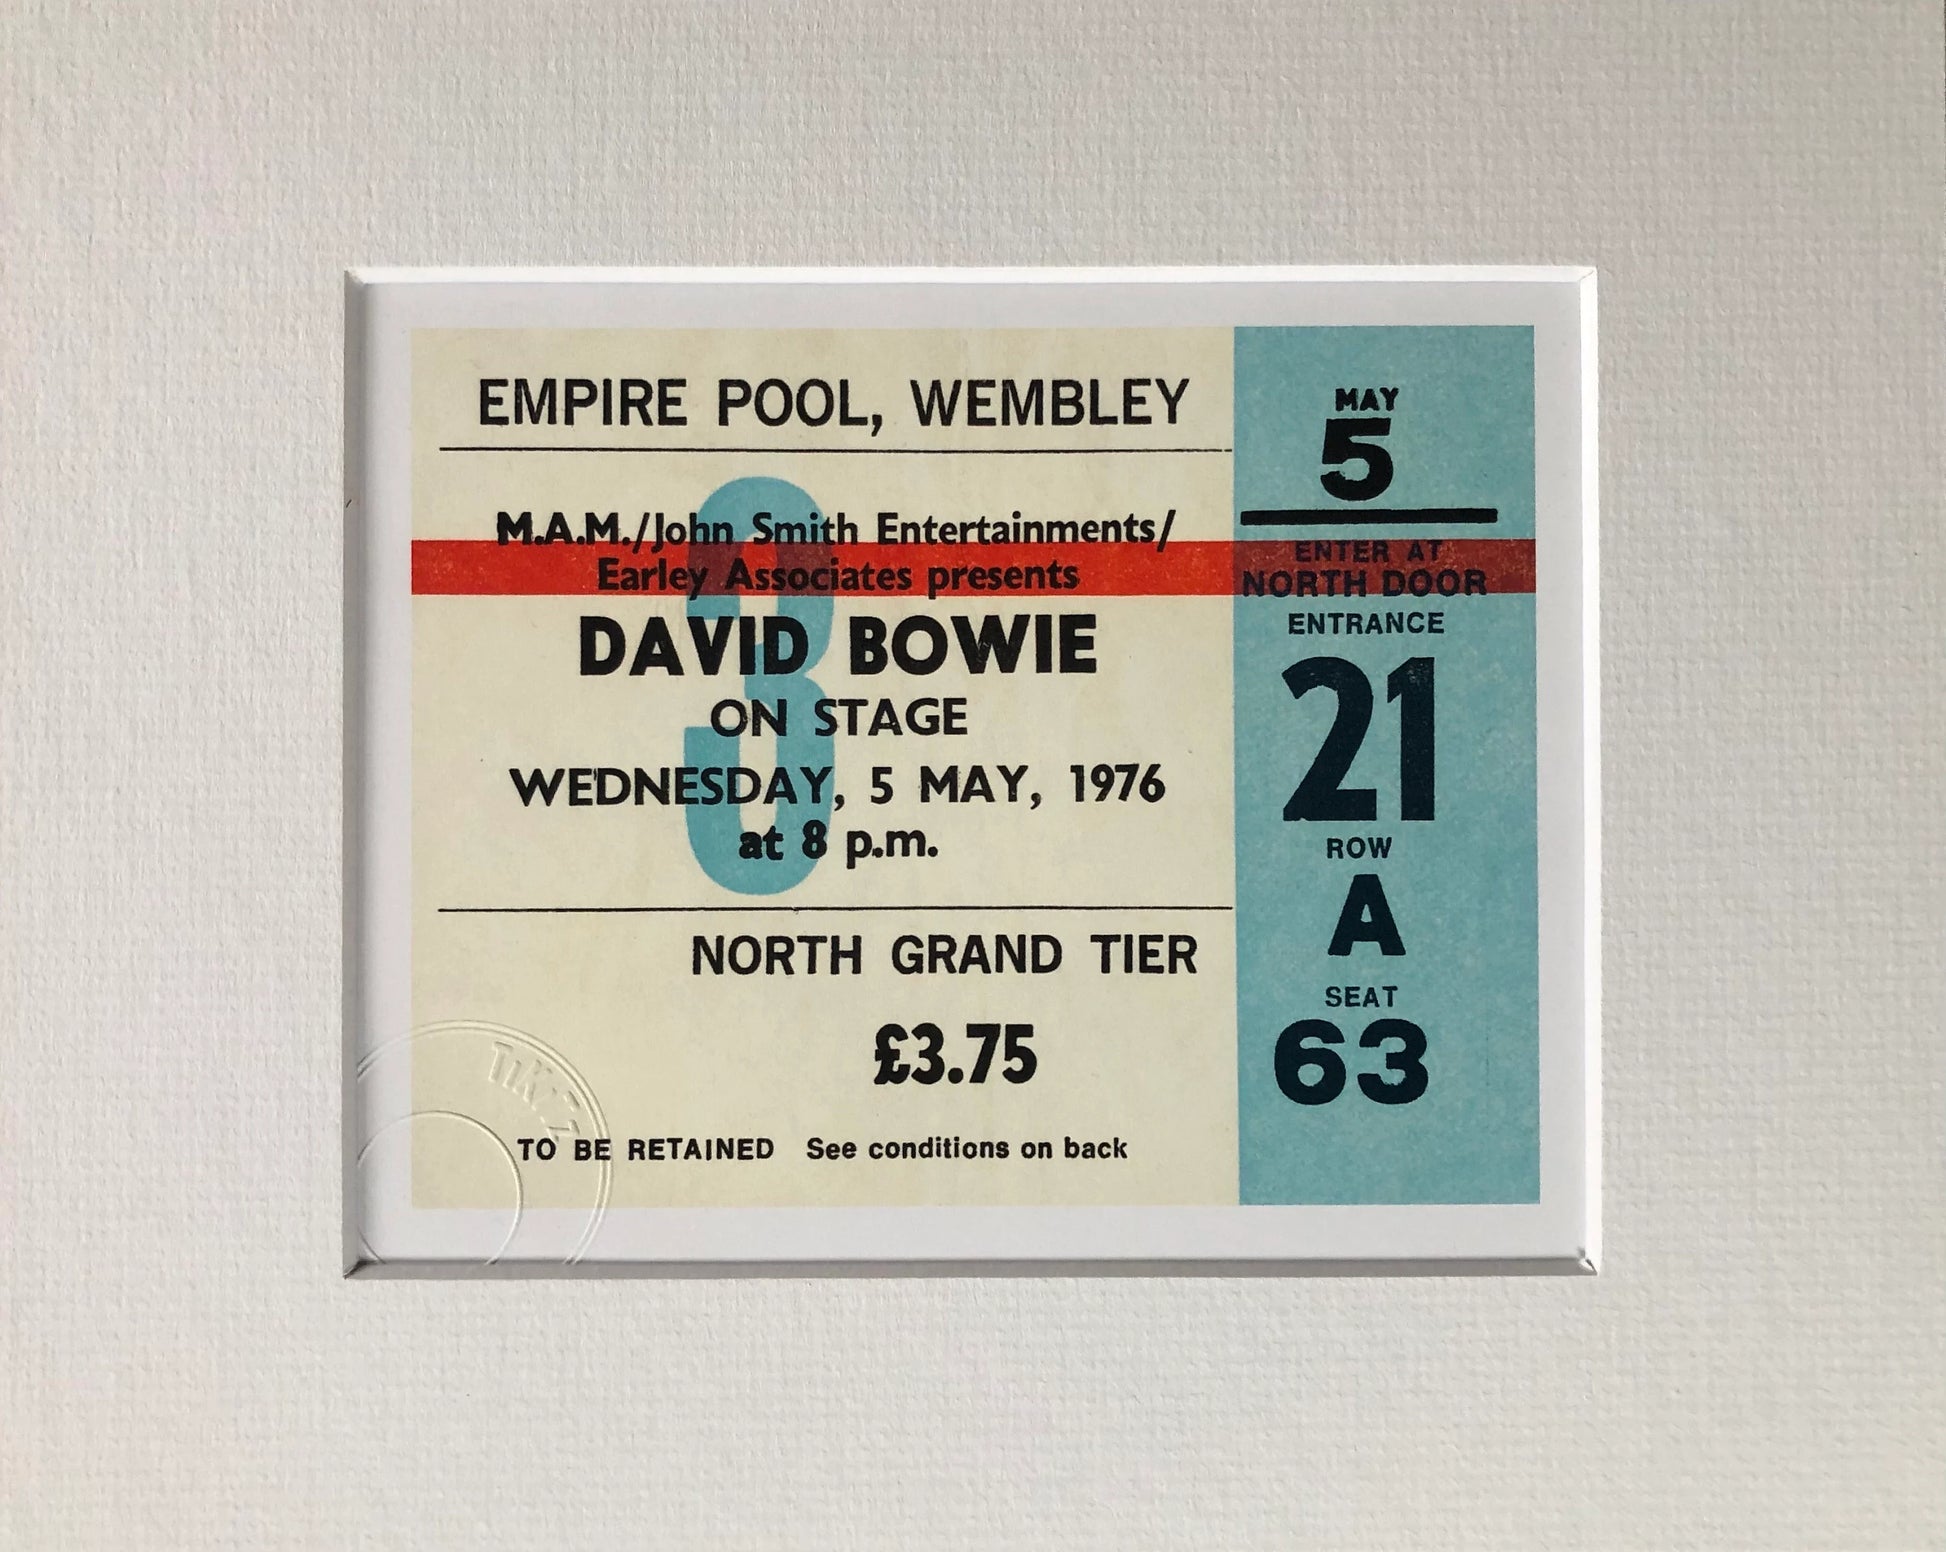 EMPIRE POOL, WEMBLEY
3
M.A.M./John Smith Entertainments/
Earley Associates presents
DAVID BOWIE
ON STAGE
WEDNESDAY, 5 MAY, 1976
at 8 p.m.
NORTH GRAND TIER
£3.75
TO BE RETAINED See conditions on back
TiKiZZ
MAY
5
ENTER AT
NORTH DOOR
ENTRANCE
21
ROW
A
SEAT
63